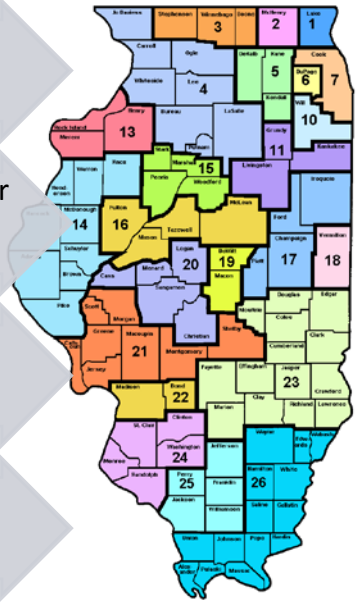 Jo Daviess Stephenson Winnebago Boone McHenry Lake
3 2 1
Carroll Ogle DeKalb Kane Cook
5 DuPage 6 7
Whiteside Lee
4 Kendall Will
10
Rock Island Henry Bureau LaSalle Grundy
Mercer 13 11 Kankakee
Putnam
Stark Marshall 15 Livingston
Warren Knox Peoria Woodford Iroquois
r
Fulton McLean Ford
McDonough 16 Tazewell
14 Mason
Schuyler Logan 19 Champaign Vermilion
20 17 18
Brown Cass Menard Macon Piatt
Sangamon Douglas Edgar
Pike Scott Morgan Moultrie Coles
Christian Shelby
Greene Macoupin Clark
21 Cumberland
Jersey Montgomery Fayette Effingham Jasper
23
Madison Bond Crawford
22 Clay Richland Lawrence
Clinton Marion
St. Clair
Washington Jefferson Wayne
Monroe 24
Randolph Perry Hamilton White
25 Franklin 26
Jackson Saline Gallatin
Williamson
Union Johnson Pope Hardin
Pulaski Massac